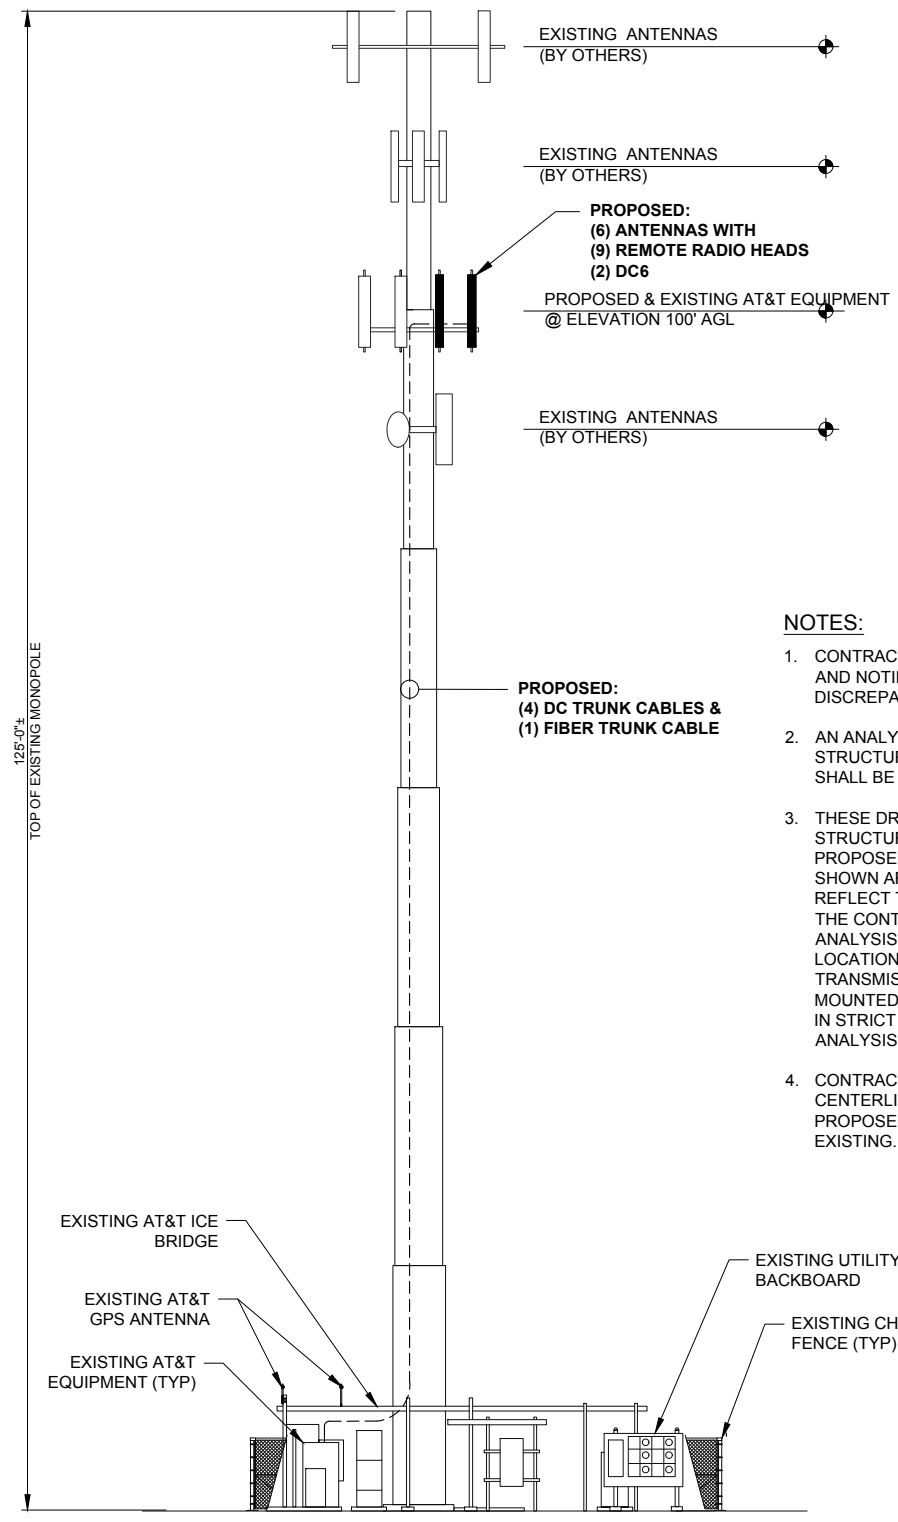 EXISTING ANTENNAS
(BY OTHERS)
EXISTING ANTENNAS
(BY OTHERS)
PROPOSED:
(6) ANTENNAS WITH
(9) REMOTE RADIO HEADS
(2) DC6
PROPOSED & EXISTING AT&T EQUIPMENT
@ ELEVATION 100' AGL
EXISTING ANTENNAS
(BY OTHERS)
125'-0"±
TOP OF EXISTING MONOPOLE
PROPOSED:
(4) DC TRUNK CABLES &
(1) FIBER TRUNK CABLE
NOTES:
1. CONTRAC
AND NOTI
DISCREPA
2. AN ANALY
STRUCTUR
SHALL BE
3. THESE DR
STRUCTUR
PROPOSE
SHOWN AR
REFLECT T
THE CONT
ANALYSIS
LOCATION
TRANSMIS
MOUNTED
IN STRICT
ANALYSIS
4. CONTRAC
CENTERLI
PROPOSE
EXISTING.
EXISTING AT&T ICE
BRIDGE
EXISTING AT&T
GPS ANTENNA
EXISTING AT&T
EQUIPMENT (TYP)
EXISTING UTILITY
BACKBOARD
EXISTING CH
FENCE (TYP)